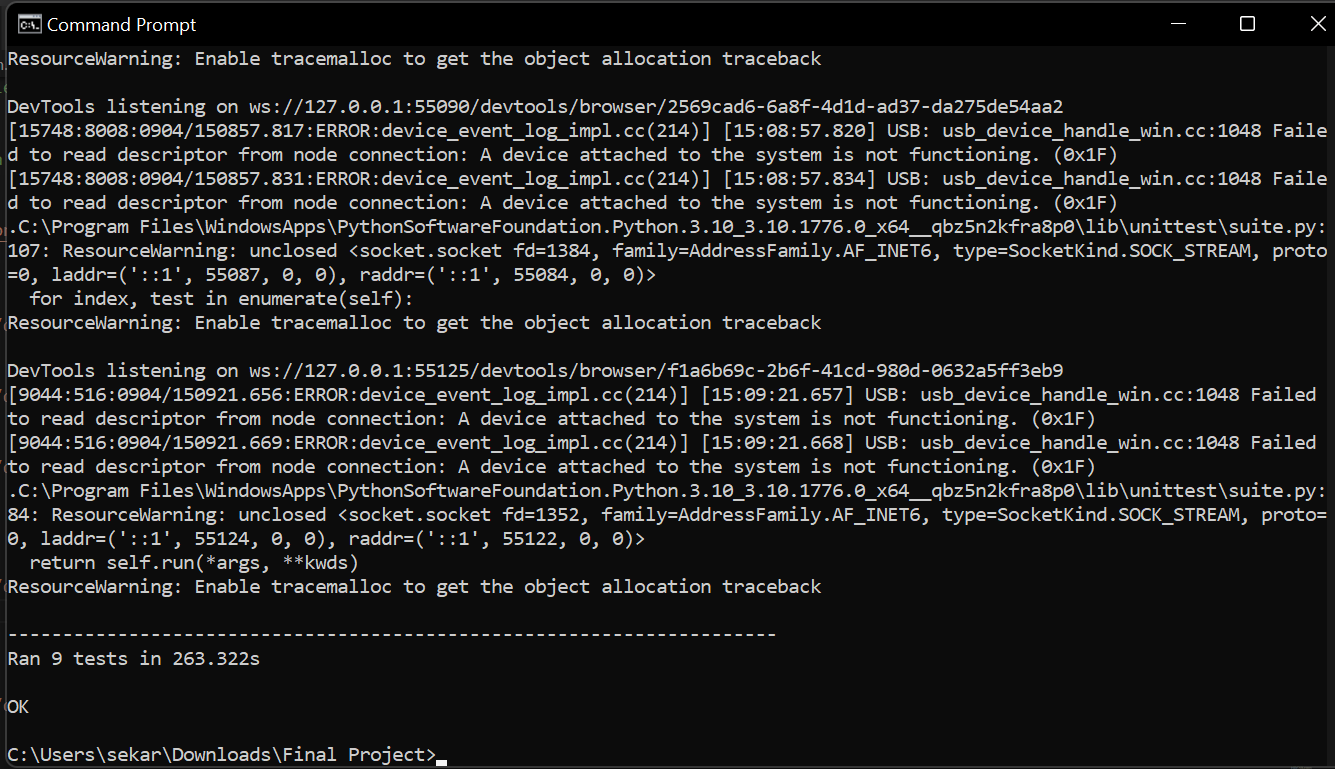 Command Prompt
ResourceWarning: Enable tracemalloc to get the object allocation traceback
DevTools listening on ws://127.0.0.1:55090/devtools/browser/2569cad6-6a8f-4d1d-ad37-da275de54aa2
[15748:8008:0904/150857.817:ERROR:device_event_log_impl.cc(214)] [15:08:57.820] USB: usb_device_handle_win.cc:1048 Faile
d to read descriptor from node connection: A device attached to the system is not functioning. (0x1F)
[15748:8008:0904/150857.831:ERROR:device_event_log_impl.cc(214)] [15:08:57.834] USB: usb_device_handle_win.cc:1048 Faile
d to read descriptor from node connection: A device attached to the system is not functioning. (0x1F)
.C:\Program Files\WindowsApps\PythonSoftwareFoundation.Python.3.10_3.10.1776.0_x64__qbz5n2kfra8p0\lib\unittest\suite.py:
107: ResourceWarning: unclosed <socket.socket fd=1384, family=AddressFamily.AF_INET6, type=SocketKind.SOCK_STREAM, proto
=0, laddr=('::1', 55087, 0, 0), raddr=('::1', 55084, 0, 0)>
  for index, test in enumerate(self):
ResourceWarning: Enable tracemalloc to get the object allocation traceback
DevTools listening on ws://127.0.0.1:55125/devtools/browser/f1a6b69c-2b6f-41cd-980d-0632a5ff3eb9
[9044:516:0904/150921.656:ERROR:device_event_log_impl.cc(214)] [15:09:21.657] USB: usb_device_handle_win.cc:1048 Failed
to read descriptor from node connection: A device attached to the system is not functioning. (0x1F)
[9044:516:0904/150921.669:ERROR:device_event_log_impl.cc(214)] [15:09:21.668] USB: usb_device_handle_win.cc:1048 Failed
to read descriptor from node connection: A device attached to the system is not functioning. (0x1F)
.C:\Program Files\WindowsApps\PythonSoftwareFoundation.Python.3.10_3.10.1776.0_x64__qbz5n2kfra8p0\lib\unittest\suite.py:
84: ResourceWarning: unclosed <socket.socket fd=1352, family=AddressFamily.AF_INET6, type=SocketKind.SOCK_STREAM, proto=
0, laddr=('::1', 55124, 0, 0), raddr=('::1', 55122, 0, 0)>
  return self.run(*args, **kwds)
ResourceWarning: Enable tracemalloc to get the object allocation traceback
----------------------------------------------------------------------
Ran 9 tests in 263.322s
OK
C:\Users\sekar\Downloads\Final Project>